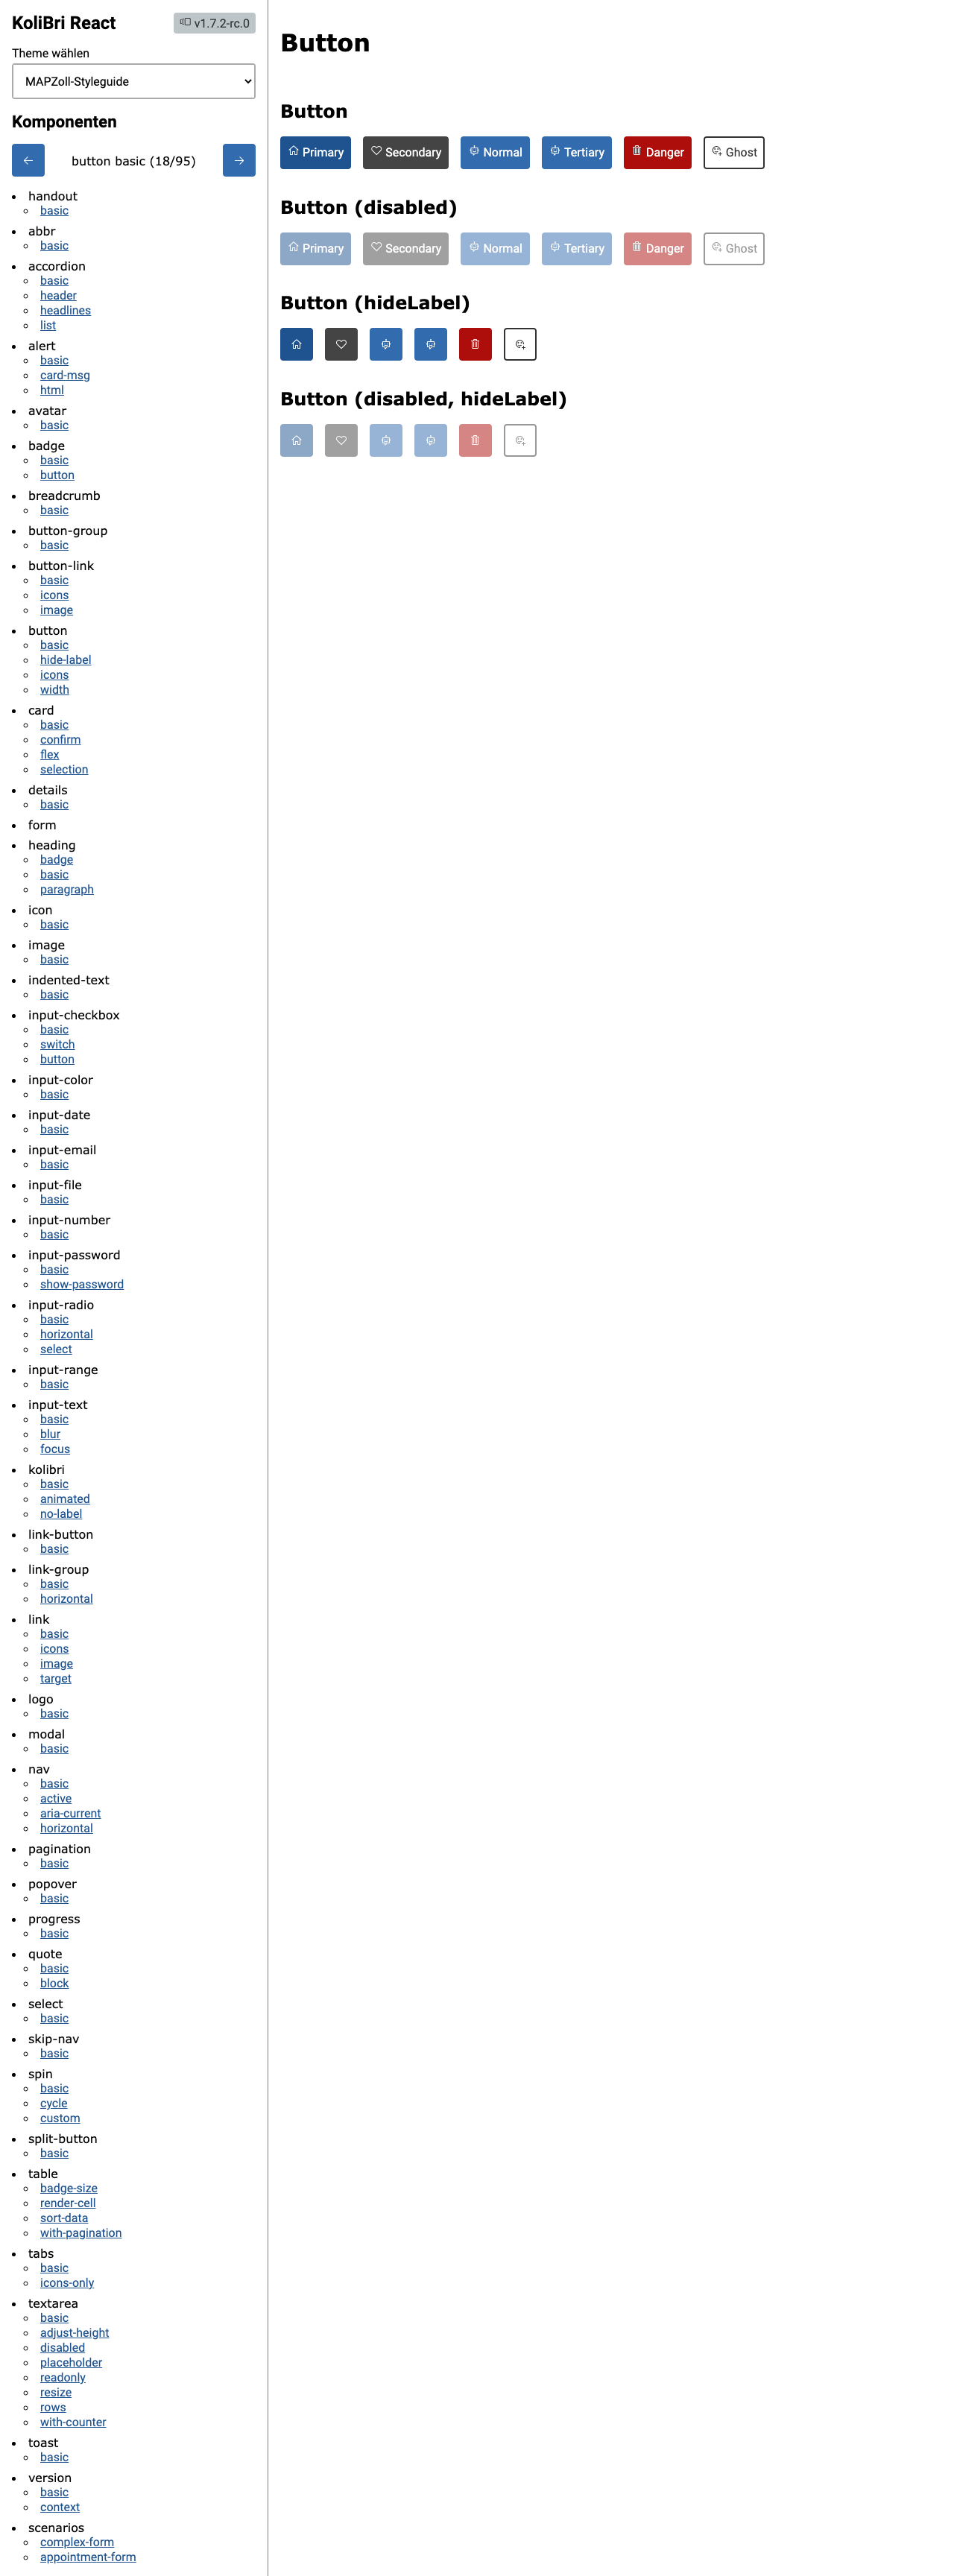 KoliBri React
v1.7.2-rc.0
Theme wählen
MAPZoll-Styleguide
Komponenten
button basic (18/95)
handout
basic
abbr
basic
accordion
basic
header
headlines
list
alert
basic
card-msg
html
avatar
basic
badge
basic
button
breadcrumb
basic
button-group
basic
button-link
basic
icons
image
button
basic
hide-label
icons
width
card
basic
confirm
flex
selection
details
basic
form
heading
badge
basic
paragraph
icon
basic
image
basic
indented-text
basic
input-checkbox
basic
switch
button
input-color
basic
input-date
basic
input-email
basic
input-file
basic
input-number
basic
input-password
basic
show-password
input-radio
basic
horizontal
select
input-range
basic
input-text
basic
blur
focus
kolibri
basic
animated
no-label
link-button
basic
link-group
basic
horizontal
link
basic
icons
image
target
logo
basic
modal
basic
nav
basic
active
aria-current
horizontal
pagination
basic
popover
basic
progress
basic
quote
basic
block
select
basic
skip-nav
basic
spin
basic
cycle
custom
split-button
basic
table
badge-size
render-cell
sort-data
with-pagination
tabs
basic
icons-only
textarea
basic
adjust-height
disabled
placeholder
readonly
resize
rows
with-counter
toast
basic
version
basic
context
scenarios
complex-form
appointment-form
Button
Button
Primary Secondary Normal Tertiary Danger Ghost
Button (disabled)
Primary Secondary Normal Tertiary Danger Ghost
Button (hideLabel)
Button (disabled, hideLabel)